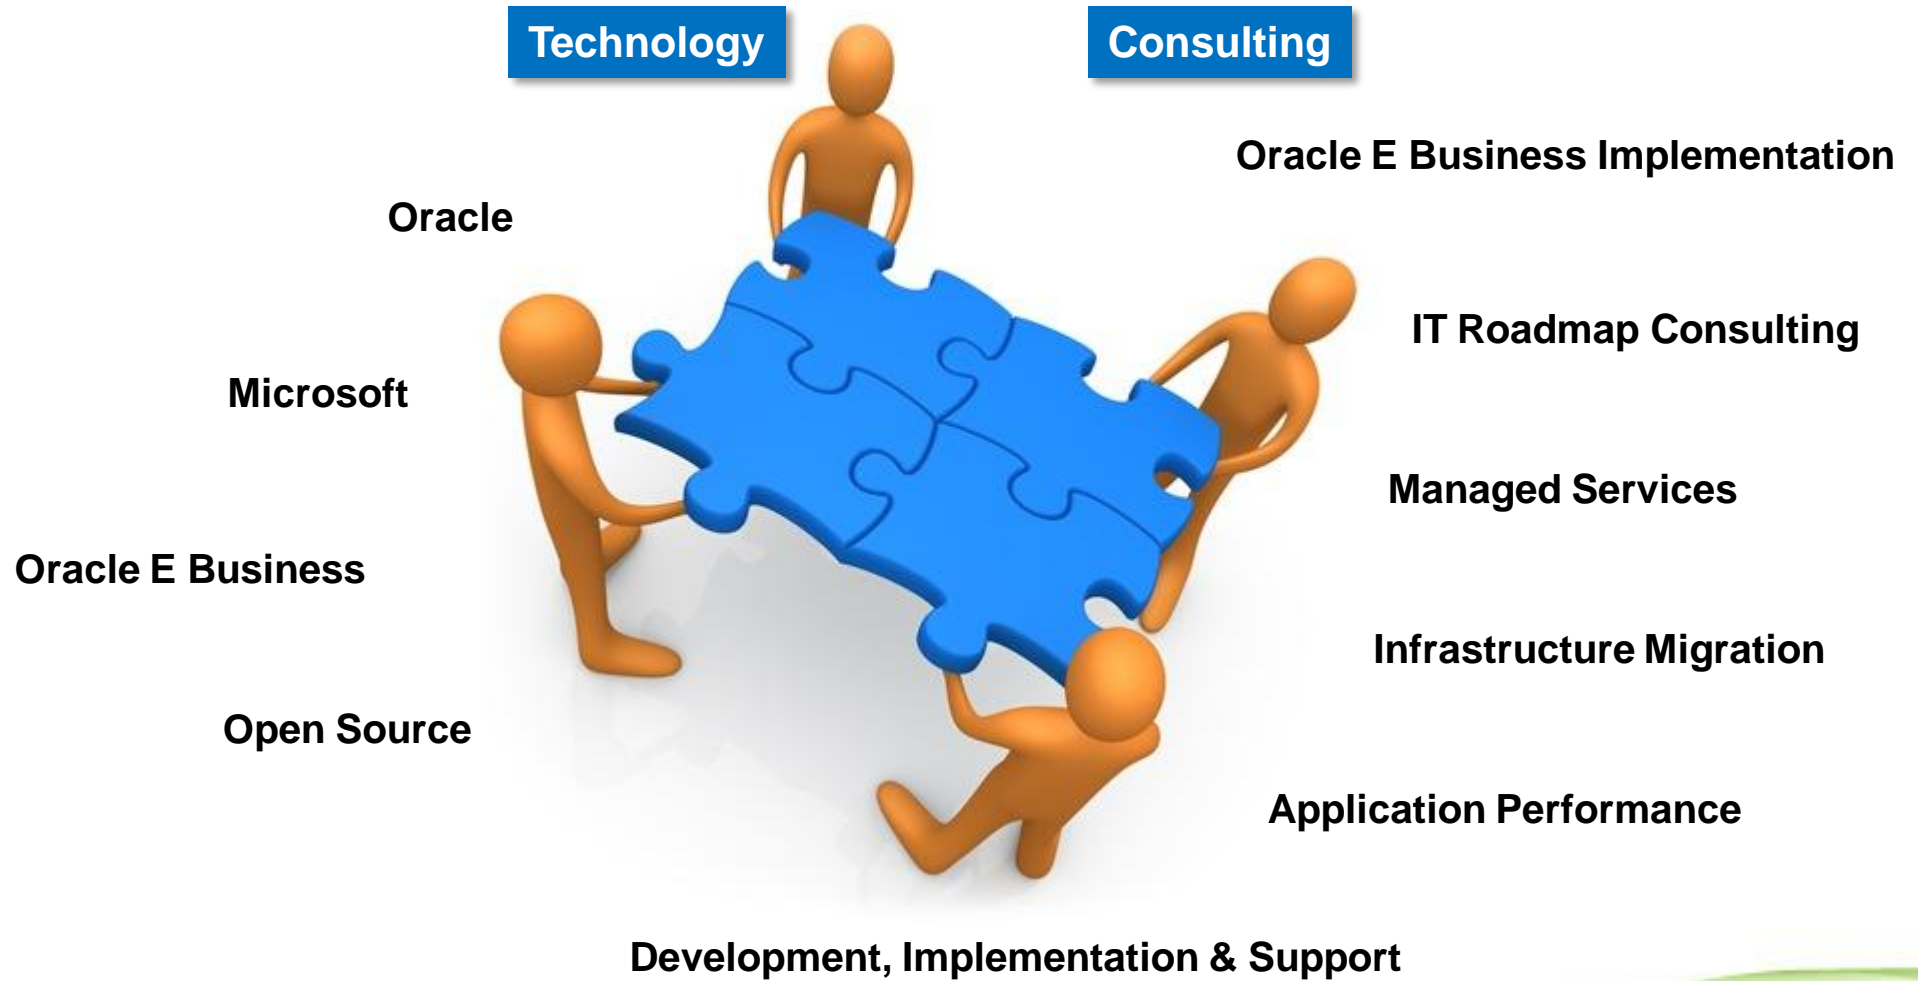 Technology
Consulting
Oracle E Business Implementation
Oracle
IT Roadmap Consulting
Microsoft
Managed Services
Oracle E Business
Infrastructure Migration
Open Source
Application Performance
Development, Implementation & Support